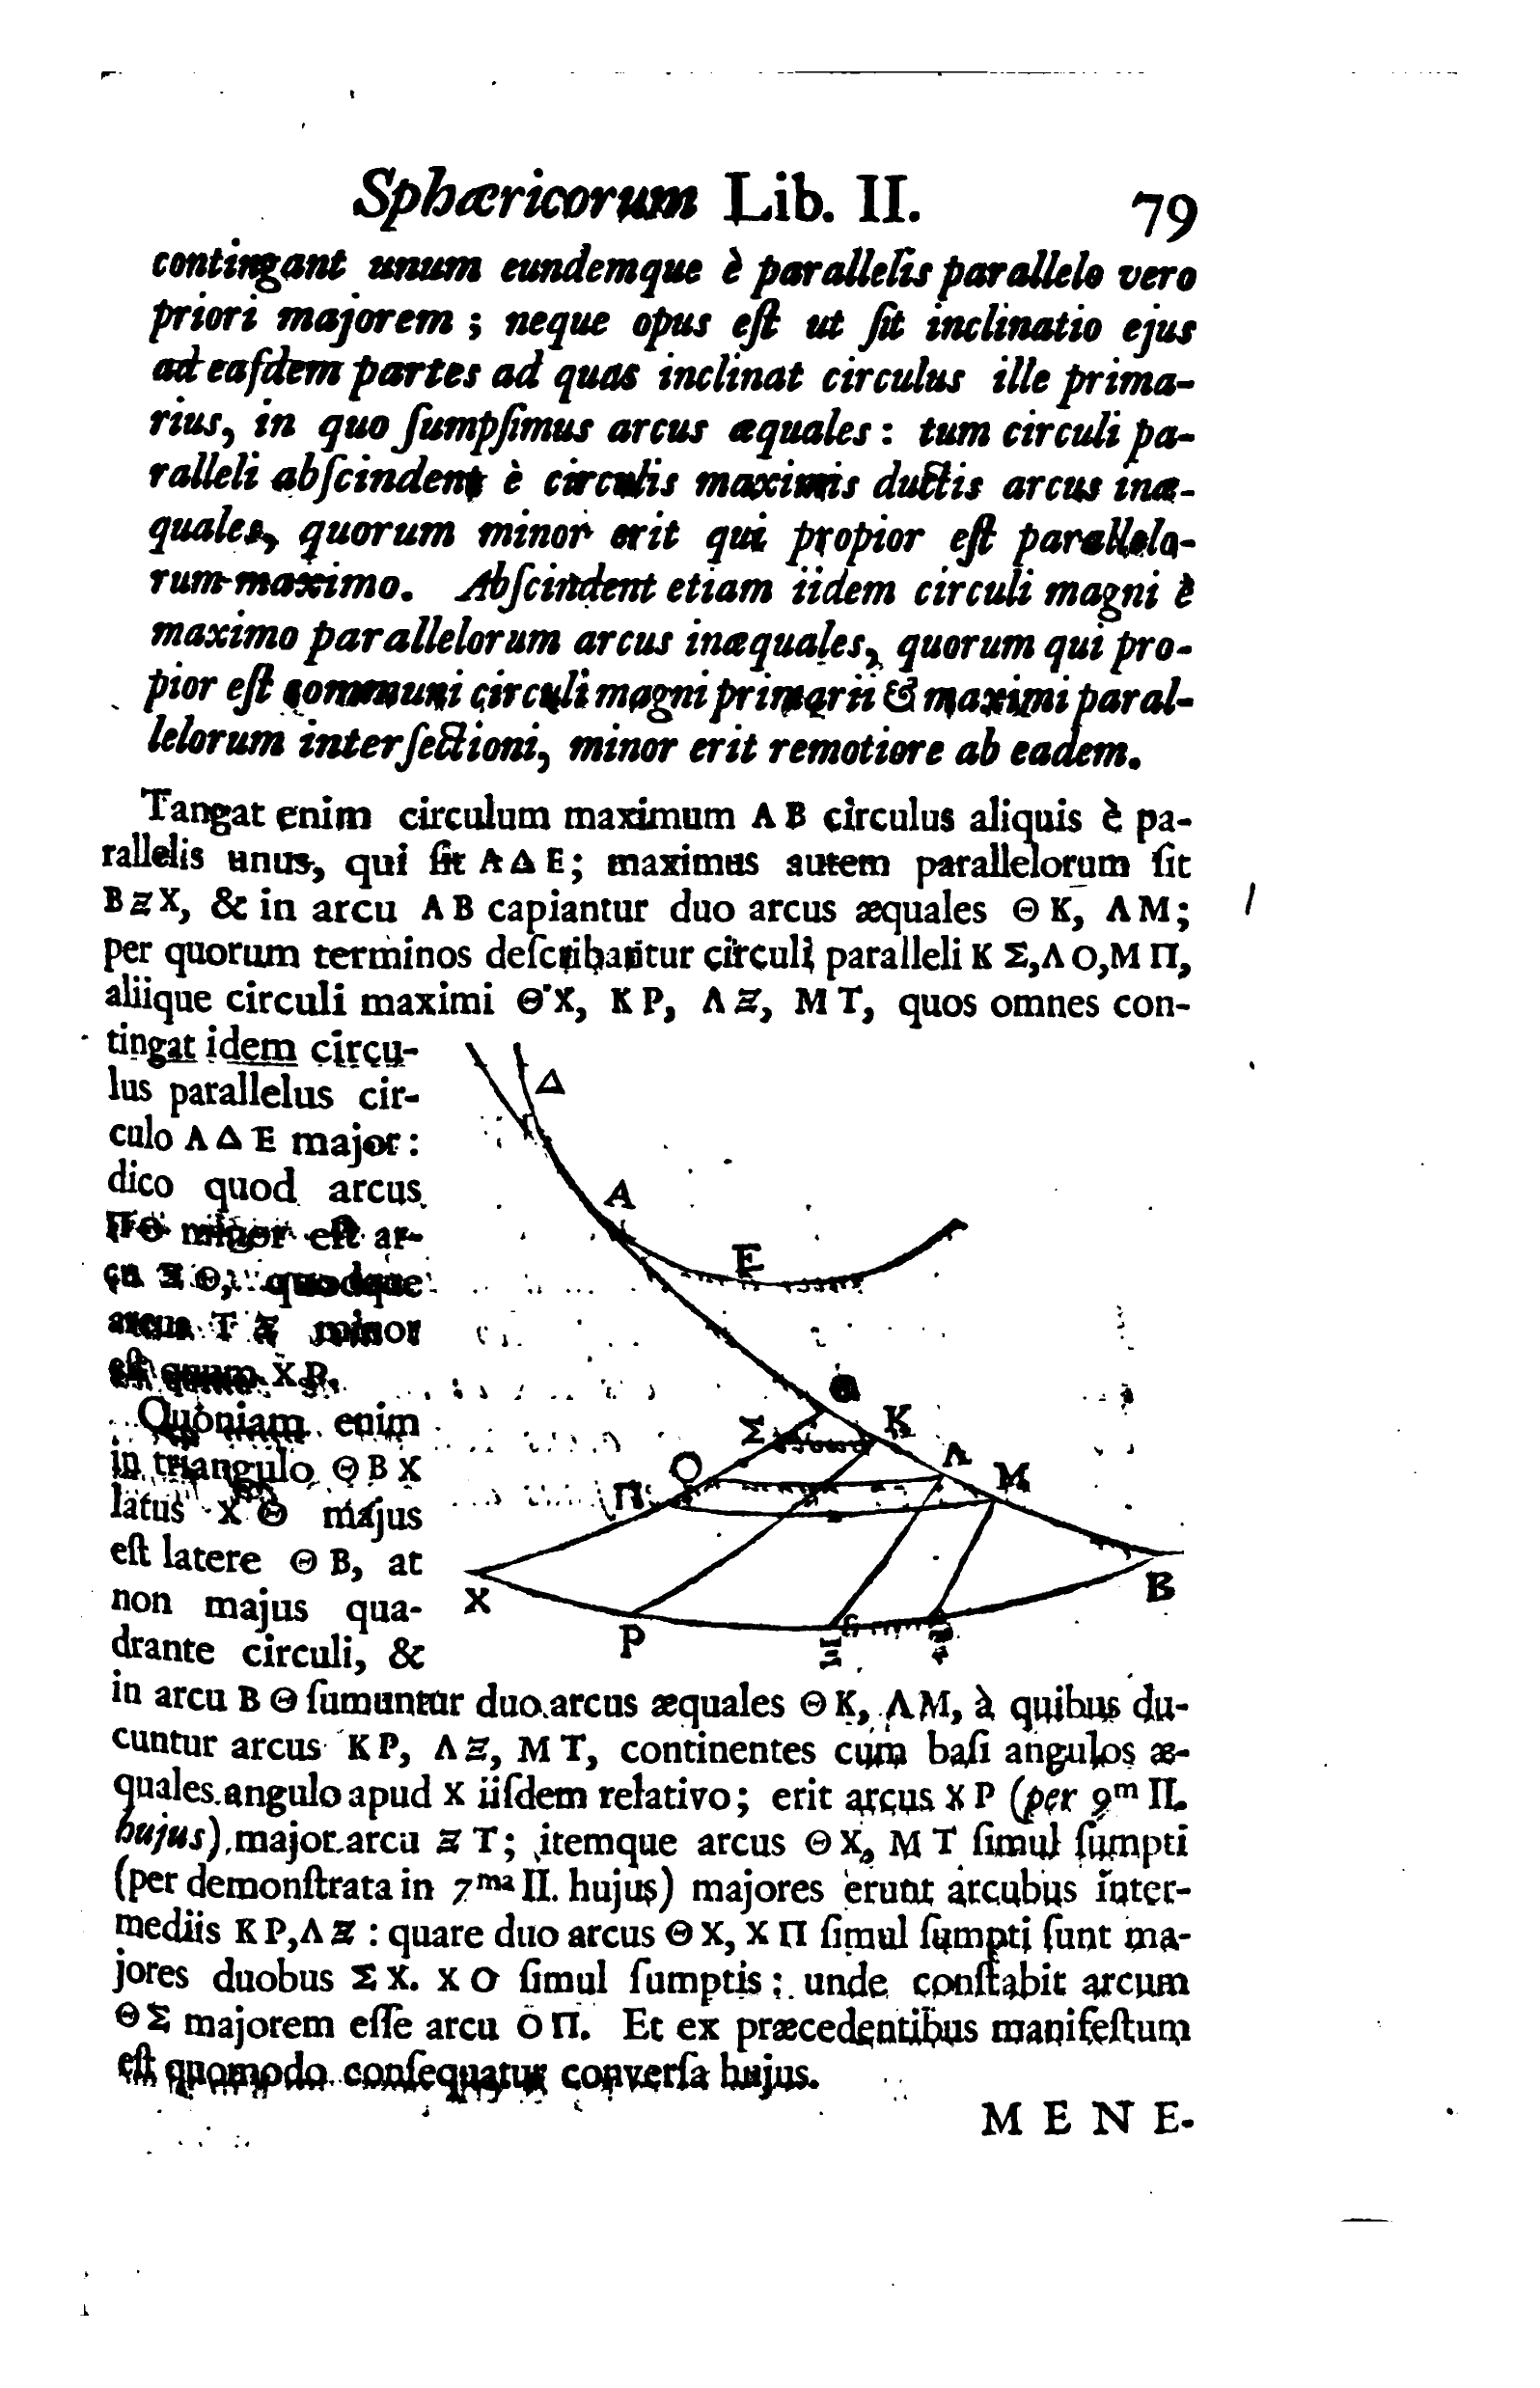 Sphæricorum Lib. II. 79
contingant unum eundemque è parallelis parallelo vero
priori majorem ; neque opus eſt ut ſit inclinatio ejus
ad eaſdem partes ad quas inclinat circulus ille prima-
rius, in quo ſumpſimus arcus æquales : tum circuli pa-
ralleli abſcindent è circulis maximis ductis arcus inæ-
quales, quorum minor erit qui propior eſt parallelo-
rum maximo. Abſcindent etiam iidem circuli magni è
maximo parallelorum arcus inæquales, quorum qui pro-
pior eſt communi circuli magni primarii & maximi paral-
lelorum interſectioni, minor erit remotiore ab eadem.
Tangat enim circulum maximum Α Β circulus aliquis è pa-
rallelis unus, qui ſit Α Δ Ε; maximus autem parallelorum ſit
Β Ξ Χ, & in arcu Α Β capiantur duo arcus æquales Θ Κ, Λ Μ;
per quorum terminos deſcribantur circuli paralleli Κ Σ, Λ Ο, Μ Π,
aliique circuli maximi Θ Χ, Κ Ρ, Λ Ξ, Μ Τ, quos omnes con-
tingat idem circu-
lus parallelus cir-
culo Α Δ Ε major :
dico quod arcus
minor eſt ar-
quodque
arcus Τ Ξ minor
eſt quam Χ Ρ.
Quoniam enim
in triangulo Θ Β Χ
latus Χ Θ majus
eſt latere Θ Β, at
non majus qua-
drante circuli, &
Δ
Α
Ε
Θ
Σ
Κ
Λ
Ο
Μ
Π
Χ
Β
Ρ
Ξ
Τ
in arcu Β Θ ſumuntur duo arcus æquales Θ Κ, Λ Μ, à quibus du-
cuntur arcus Κ Ρ, Λ Ξ, Μ Τ, continentes cum baſi angulos æ-
quales angulo apud Χ iiſdem relativo; erit arcus Χ Ρ (per 9ᵐ II.
hujus) major arcu Ξ Τ; itemque arcus Θ Χ, Μ Τ ſimul ſumpti
(per demonſtrata in 7ᵐᵃ II. hujus) majores erunt arcubus inter-
mediis Κ Ρ, Λ Ξ : quare duo arcus Θ Χ, Χ Π ſimul ſumpti ſunt ma-
jores duobus Σ Χ. Χ Ο ſimul ſumptis : unde conſtabit arcum
Θ Σ majorem eſſe arcu Ο Π. Et ex præcedentibus manifeſtum
eſt quomodo conſequatur converſa hujus.
M E N E-